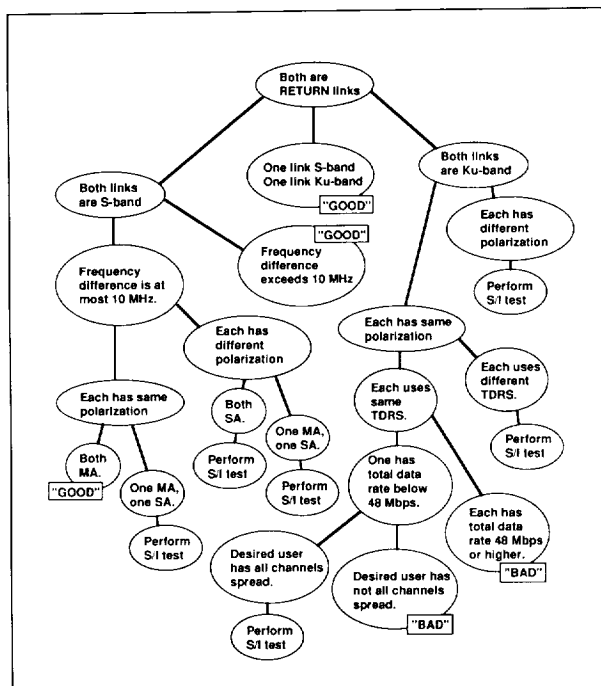 Both are
RETURN links
One link S-band
One link Ku-band
"GOOD"
Both links
are Ku-band
Both links
are S-band
"GOOD"
Frequency
difference
exceeds 10 MHz
Each has
different
polarization
Perform
S/I test
Frequency
difference is at
most 10 MHz.
Each has
different
polarization
Each has same
polarization
Each uses
different
TDRS.
Perform
S/I test
Each uses
same
TDRS.
Each has same
polarization
Both
SA.
One MA,
one SA.
Perform
S/I test
Perform
S/I test
Both
MA.
"GOOD"
One MA,
one SA.
Perform
S/I test
One has
total data
rate below
48 Mbps.
Each has
total data
rate 48 Mbps
or higher.
"BAD"
Desired user
has all channels
spread.
Perform
S/I test
Desired user has
not all channels
spread.
"BAD"